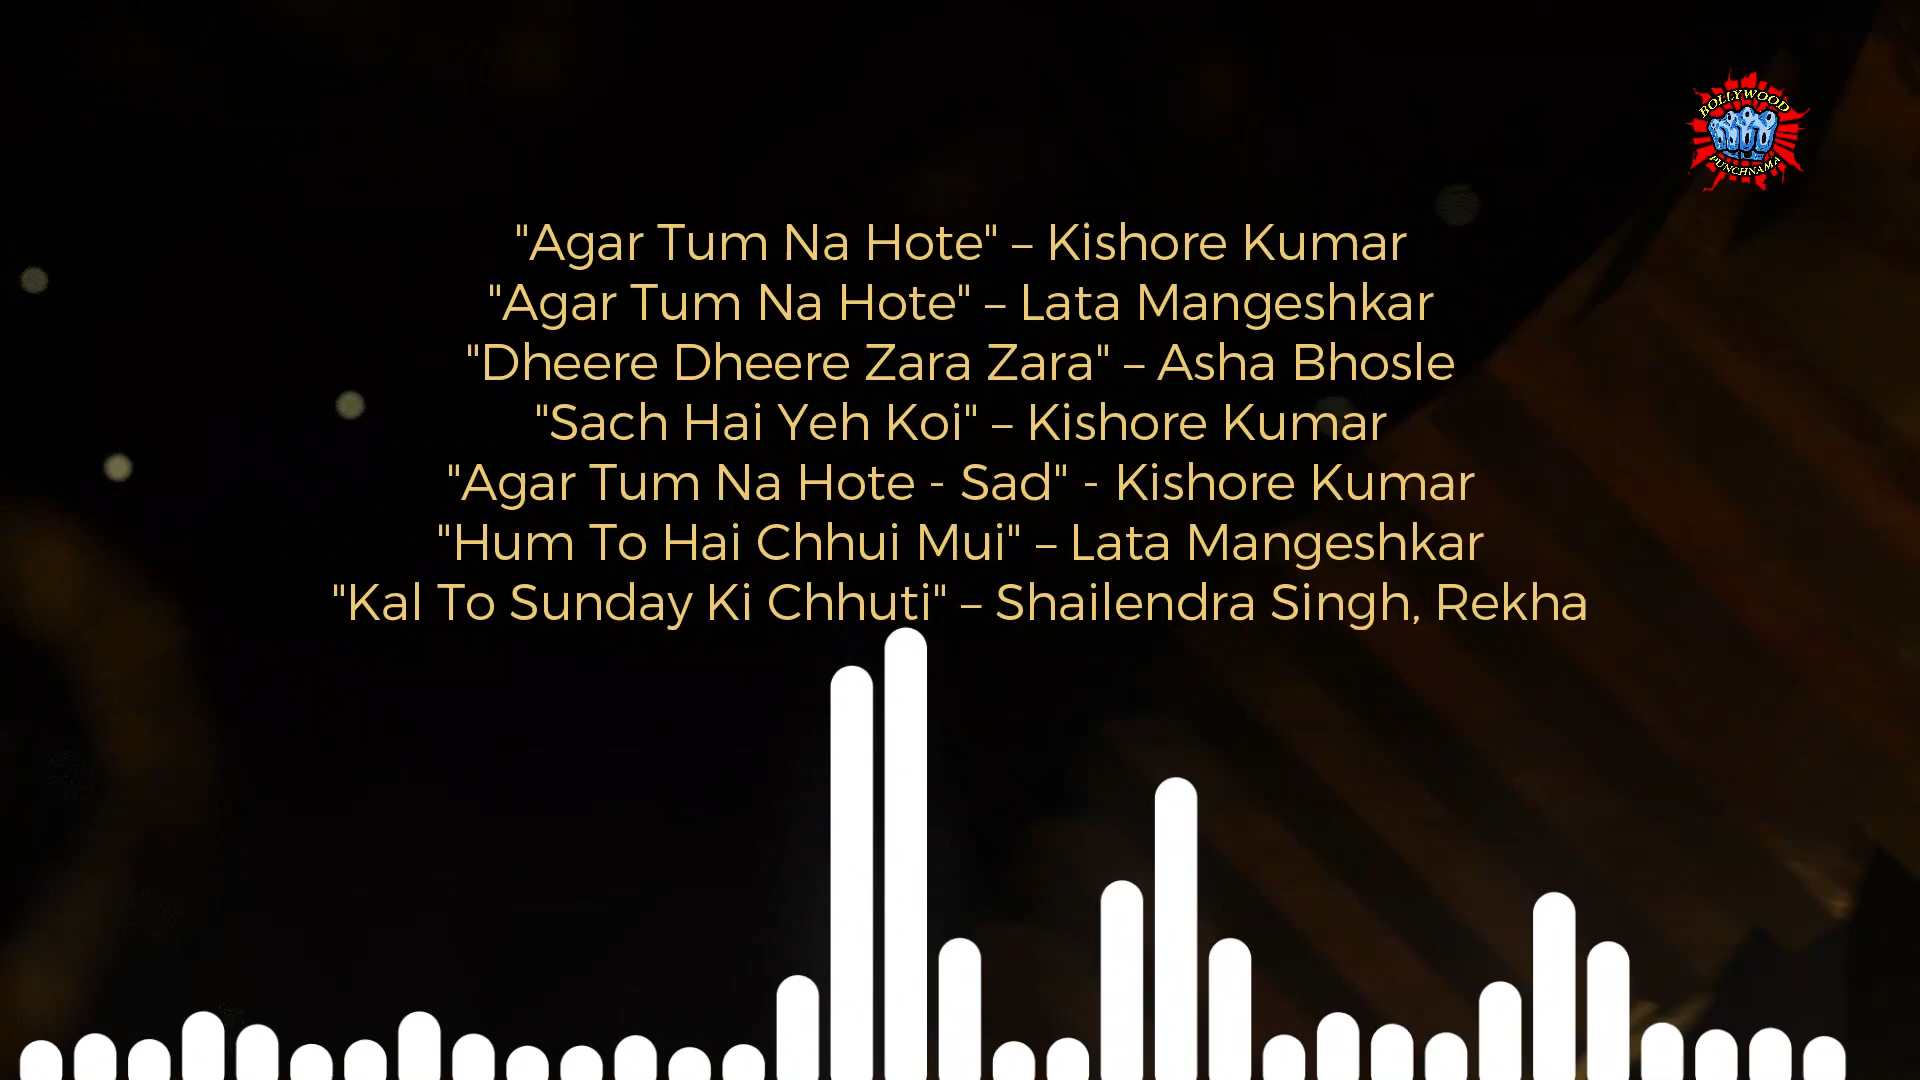 BOLLYWOOD
PUNCHNAMA
"Agar Tum Na Hote" – Kishore Kumar
"Agar Tum Na Hote" – Lata Mangeshkar
"Dheere Dheere Zara Zara" – Asha Bhosle
"Sach Hai Yeh Koi" – Kishore Kumar
"Agar Tum Na Hote - Sad" - Kishore Kumar
"Hum To Hai Chhui Mui" – Lata Mangeshkar
"Kal To Sunday Ki Chhuti" – Shailendra Singh, Rekha